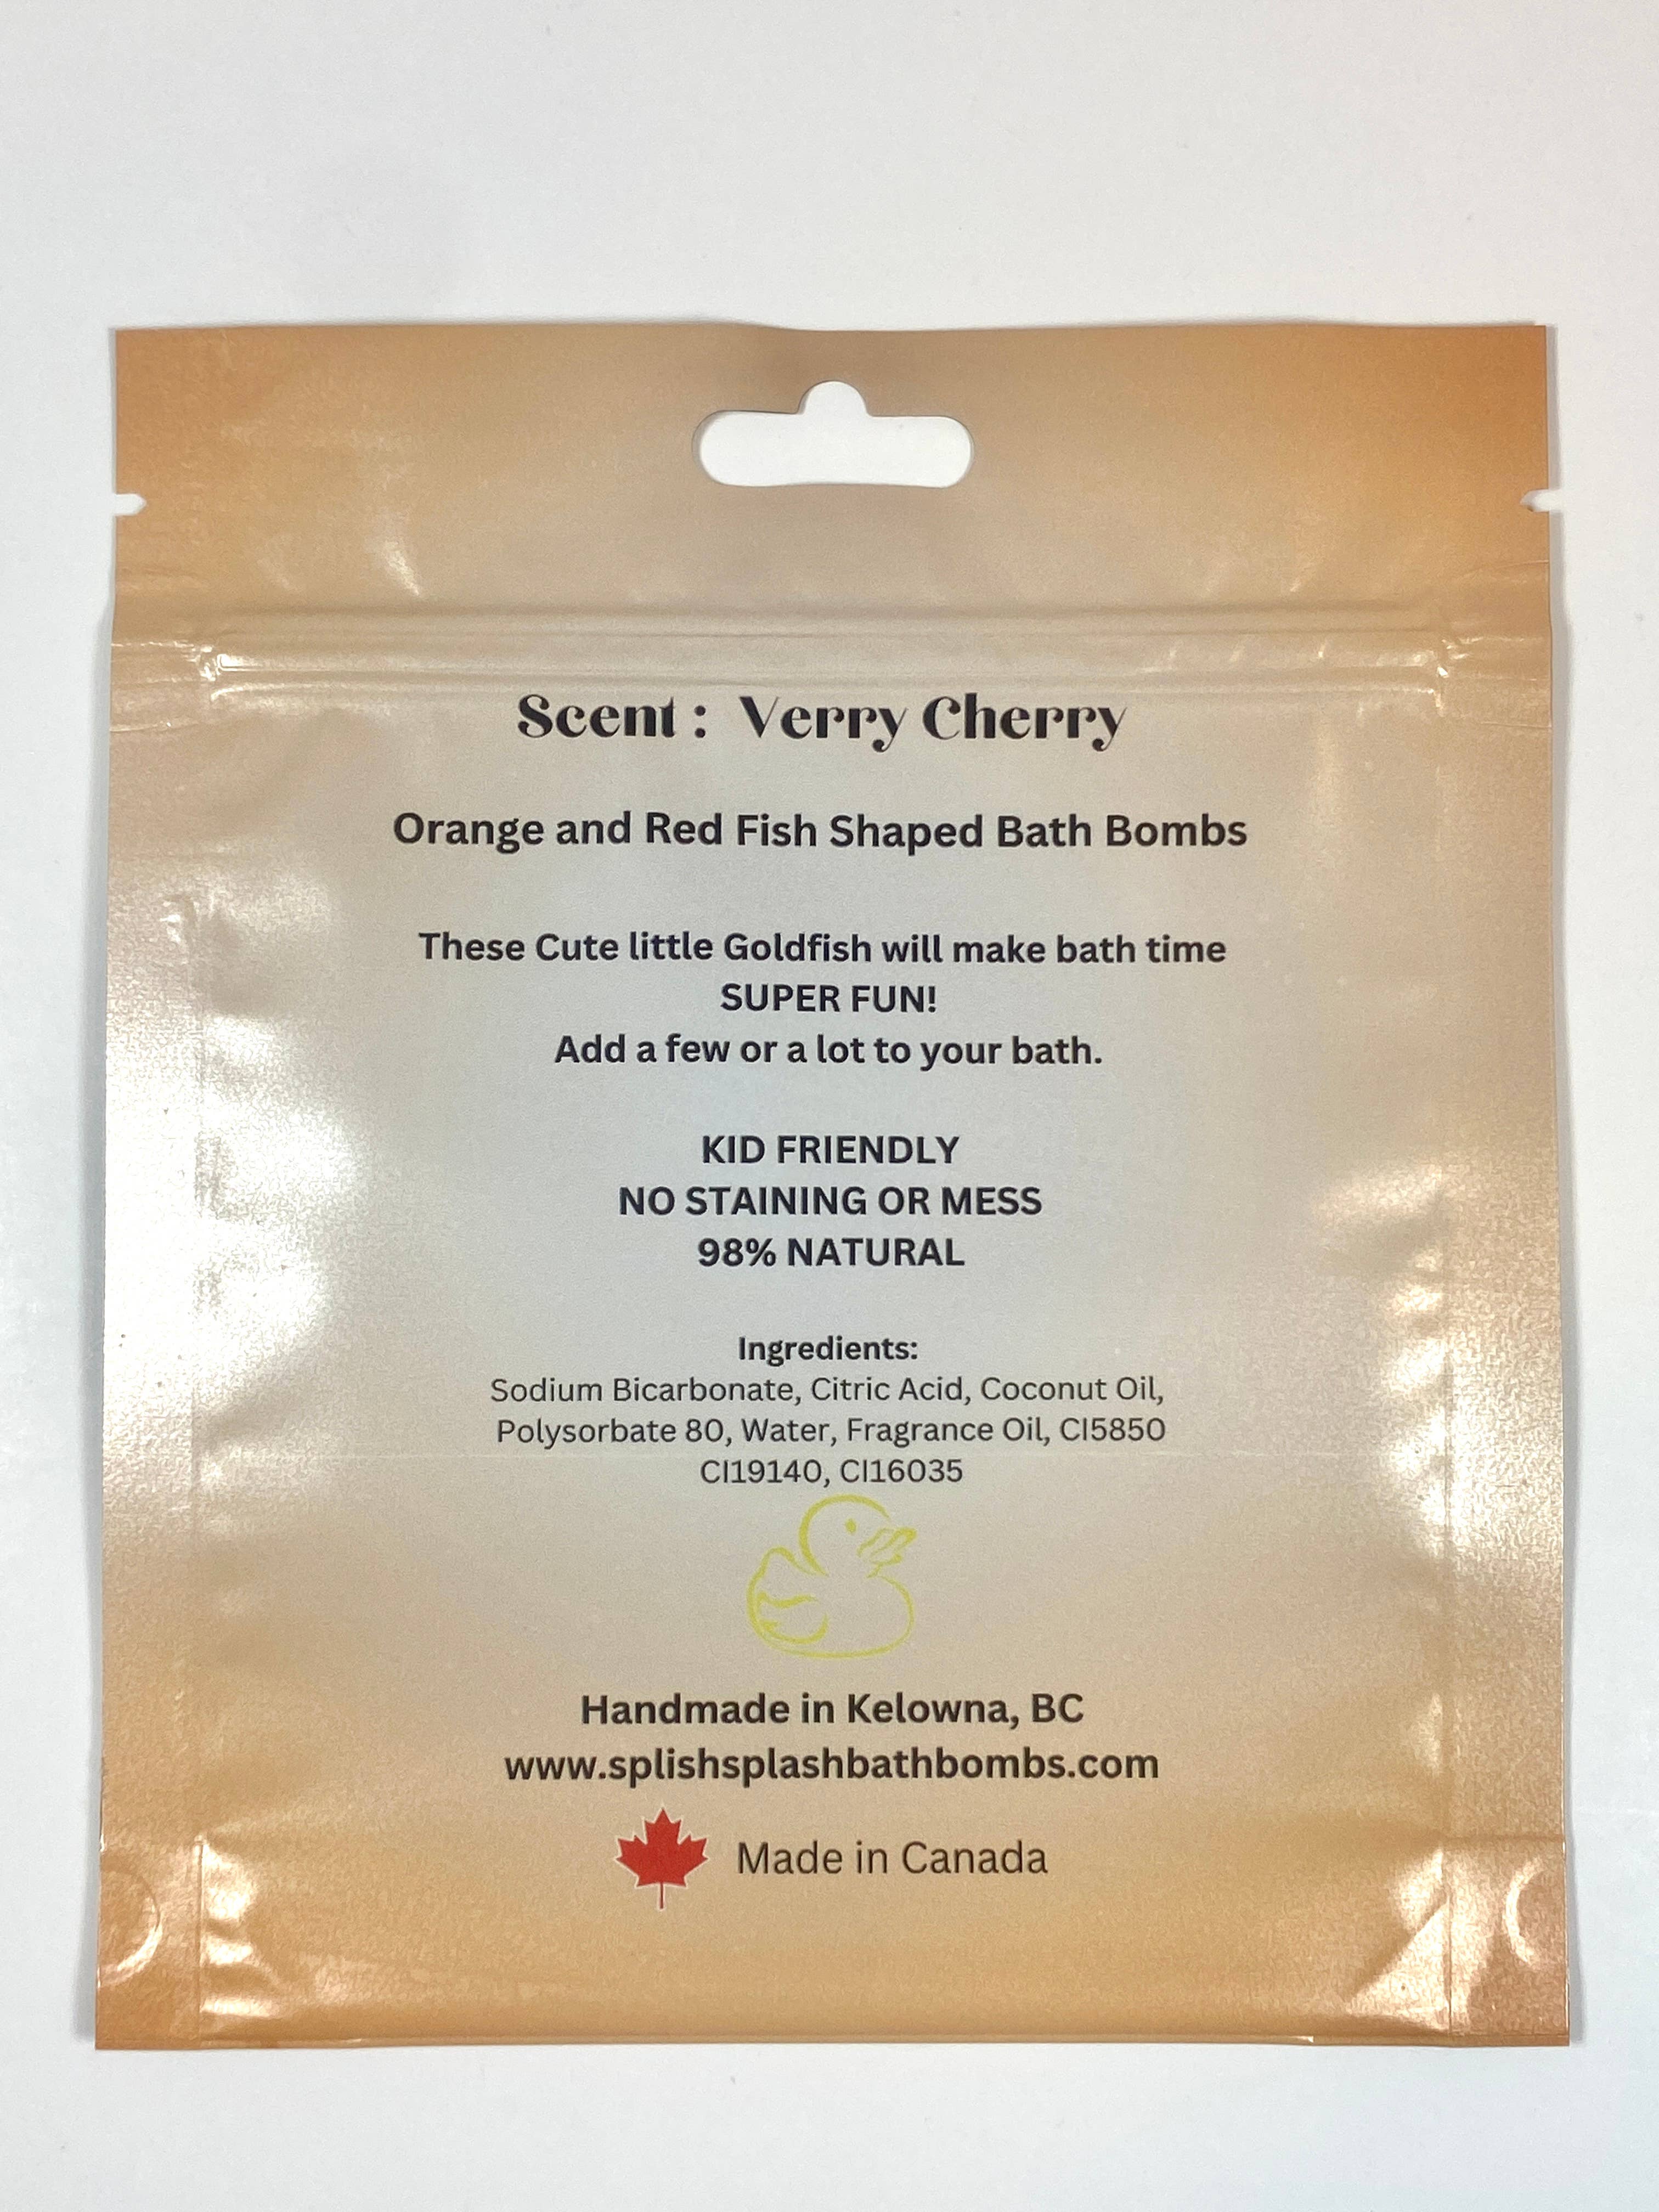 Scent : Verry Cherry
Orange and Red Fish Shaped Bath Bombs
These Cute little Goldfish will make bath time
SUPER FUN!
Add a few or a lot to your bath.
KID FRIENDLY
NO STAINING OR MESS
98% NATURAL
Ingredients:
Sodium Bicarbonate, Citric Acid, Coconut Oil,
Polysorbate 80, Water, Fragrance Oil, CI5850
CI19140, CI16035
Handmade in Kelowna, BC
www.splishsplashbathbombs.com
Made in Canada